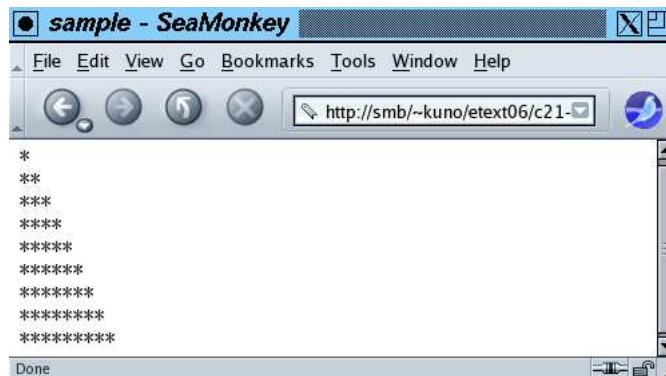 sample - SeaMonkey
File Edit View Go Bookmarks Tools Window Help
http://smb/~kuno/etext06/c21-
*
**
***
****
*****
******
*******
********
*********
Done